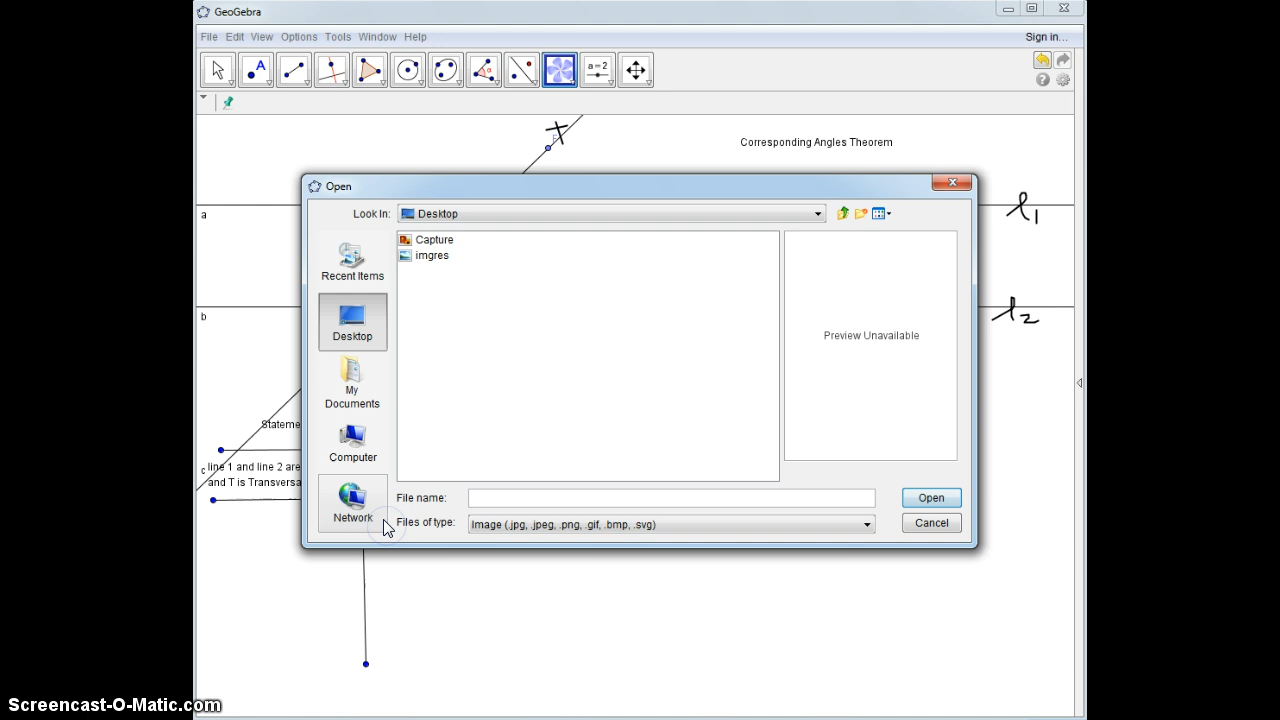 GeoGebra
File Edit View Options Tools Window Help
Sign in...
A
α
a=2
t
Corresponding Angles Theorem
Open
Look In: Desktop
a
l1
Capture
imgres
Recent Items
b
l2
Desktop
Preview Unavailable
My
Documents
Stateme
Computer
c
line 1 and line 2 are
and T is Transversa
File name:
Open
Network
Files of type: Image (.jpg, .jpeg, .png, .gif, .bmp, .svg)
Cancel
Screencast-O-Matic.com